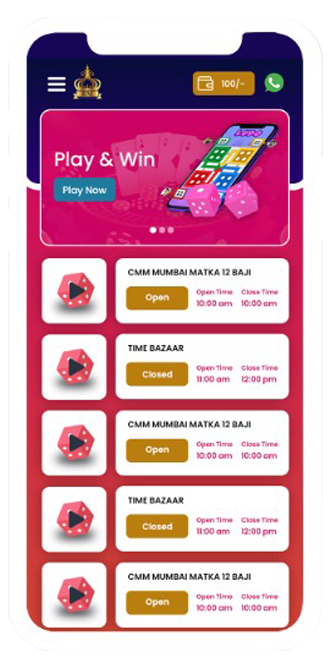 100/-
Play & Win
Play Now
CMM MUMBAI MATKA 12 BAJI
Open
Open Time Close Time
10:00 am 10:00 am
TIME BAZAAR
Closed
Open Time Close Time
11:00 am 12:00 pm
CMM MUMBAI MATKA 12 BAJI
Open
Open Time Close Time
10:00 am 10:00 am
TIME BAZAAR
Closed
Open Time Close Time
11:00 am 12:00 pm
CMM MUMBAI MATKA 12 BAJI
Open
Open Time Close Time
10:00 am 10:00 am